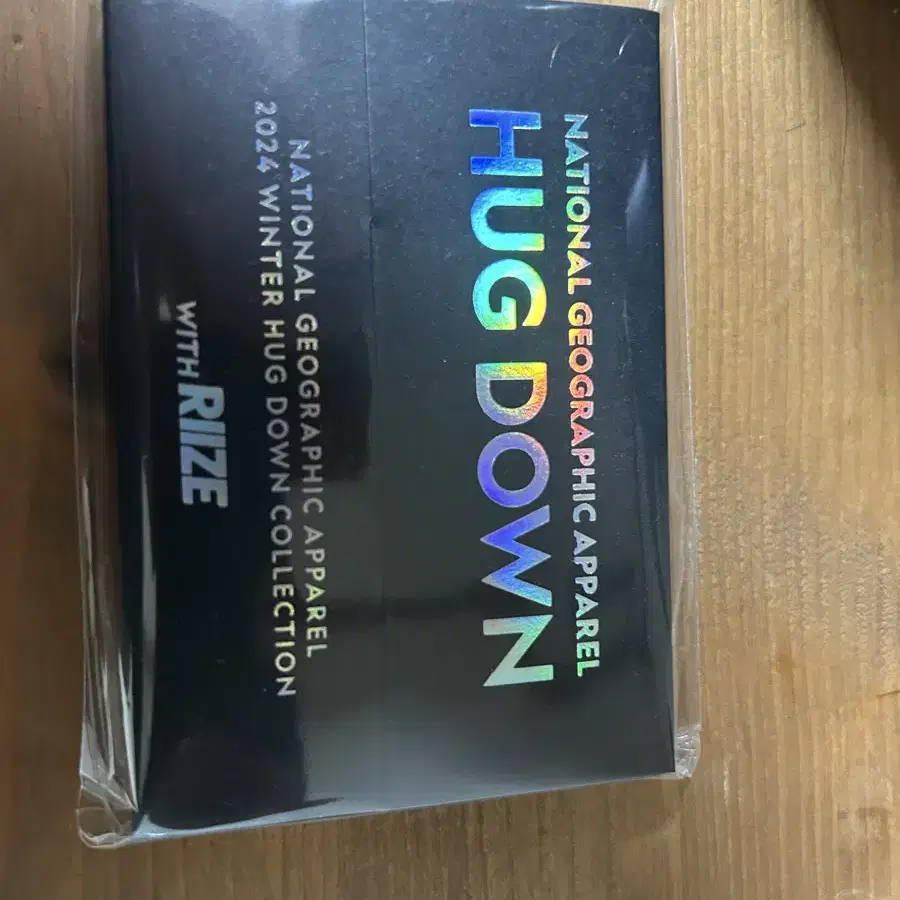 NATIONAL GEOGRAPHIC APPAREL
HUG DOWN
NATIONAL GEOGRAPHIC APPAREL
2024 WINTER HUG DOWN COLLECTION
WITH RIIZE